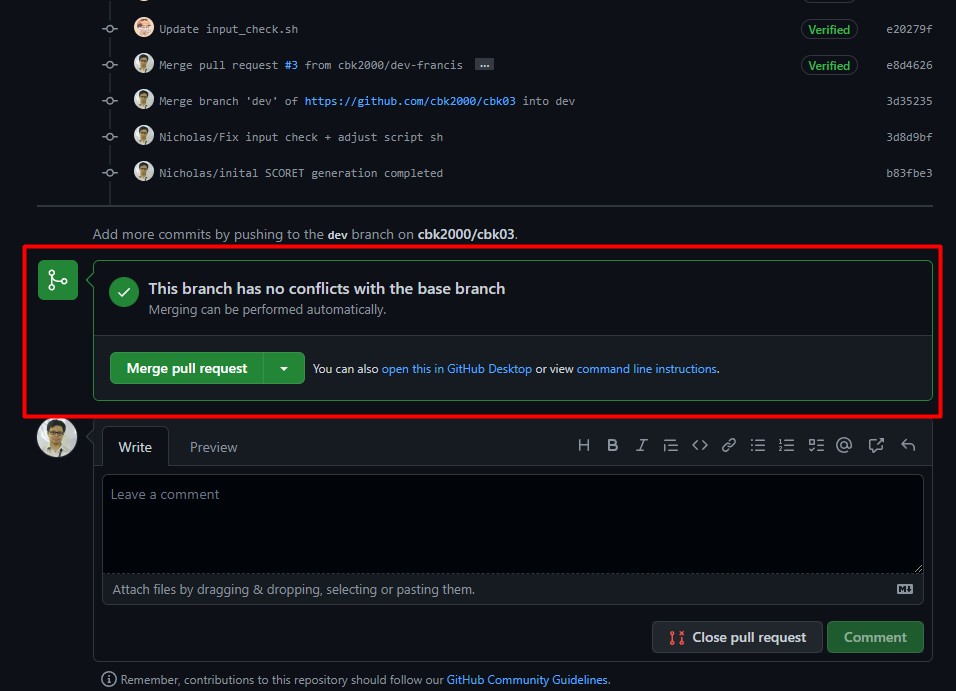 Update input_check.sh Verified e20279f
Merge pull request #3 from cbk2000/dev-francis ... Verified e8d4626
Merge branch 'dev' of https://github.com/cbk2000/cbk03 into dev 3d35235
Nicholas/Fix input check + adjust script sh 3d8d9bf
Nicholas/inital SCORET generation completed b83fbe3
Add more commits by pushing to the dev branch on cbk2000/cbk03.
This branch has no conflicts with the base branch
Merging can be performed automatically.
Merge pull request You can also open this in GitHub Desktop or view command line instructions.
Write Preview
Leave a comment
Attach files by dragging & dropping, selecting or pasting them.
Close pull request Comment
Remember, contributions to this repository should follow our GitHub Community Guidelines.